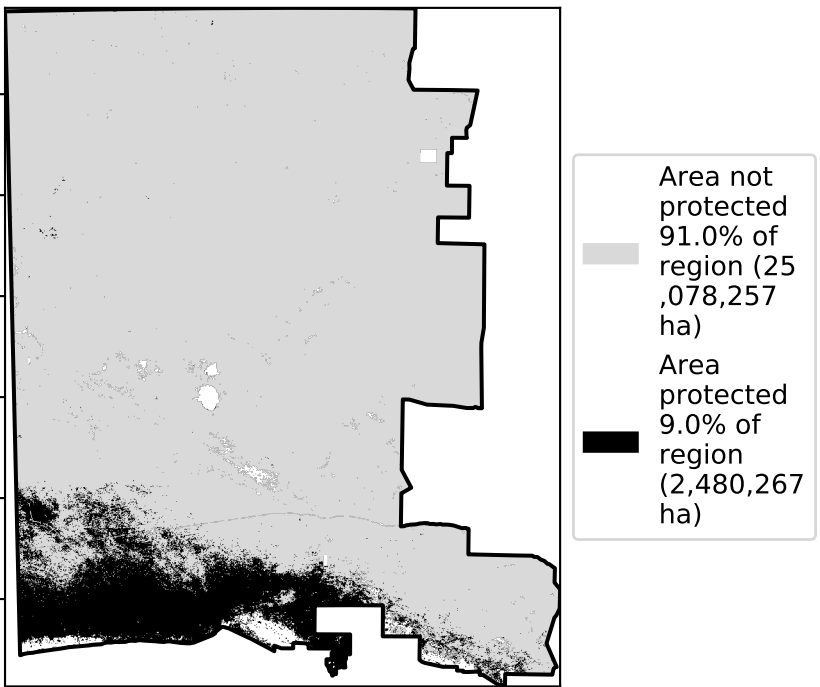 Area not
protected
91.0% of
region (25
,078,257
ha)
Area
protected
9.0% of
region
(2,480,267
ha)